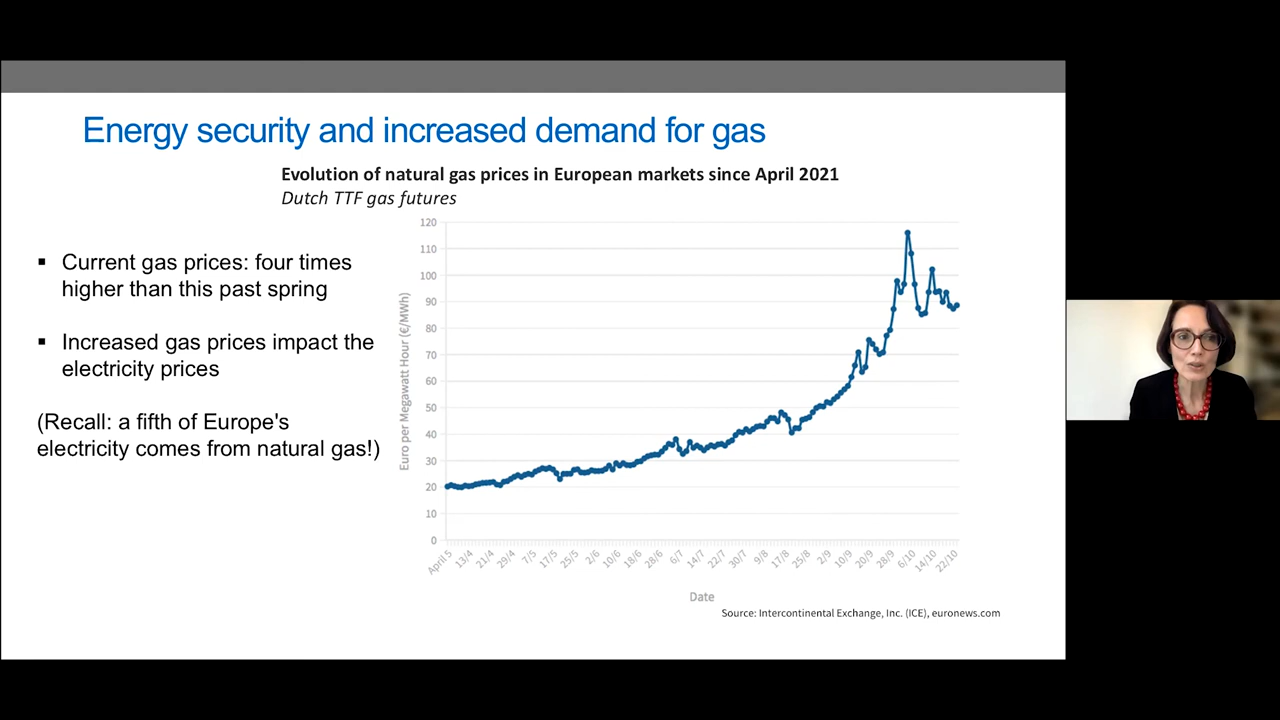 Energy security and increased demand for gas
Evolution of natural gas prices in European markets since April 2021
Dutch TTF gas futures
▪ Current gas prices: four times
higher than this past spring
▪ Increased gas prices impact the
electricity prices
(Recall: a fifth of Europe's
electricity comes from natural gas!)
Euro per Megawatt Hour (€/MWh)
120
110
100
90
80
70
60
50
40
30
20
10
0
April 5
13/4
21/4
29/4
7/5
17/5
25/5
2/6
10/6
18/6
28/6
6/7
14/7
22/7
30/7
9/8
17/8
25/8
2/9
10/9
20/9
28/9
6/10
14/10
22/10
Date
Source: Intercontinental Exchange, Inc. (ICE), euronews.com